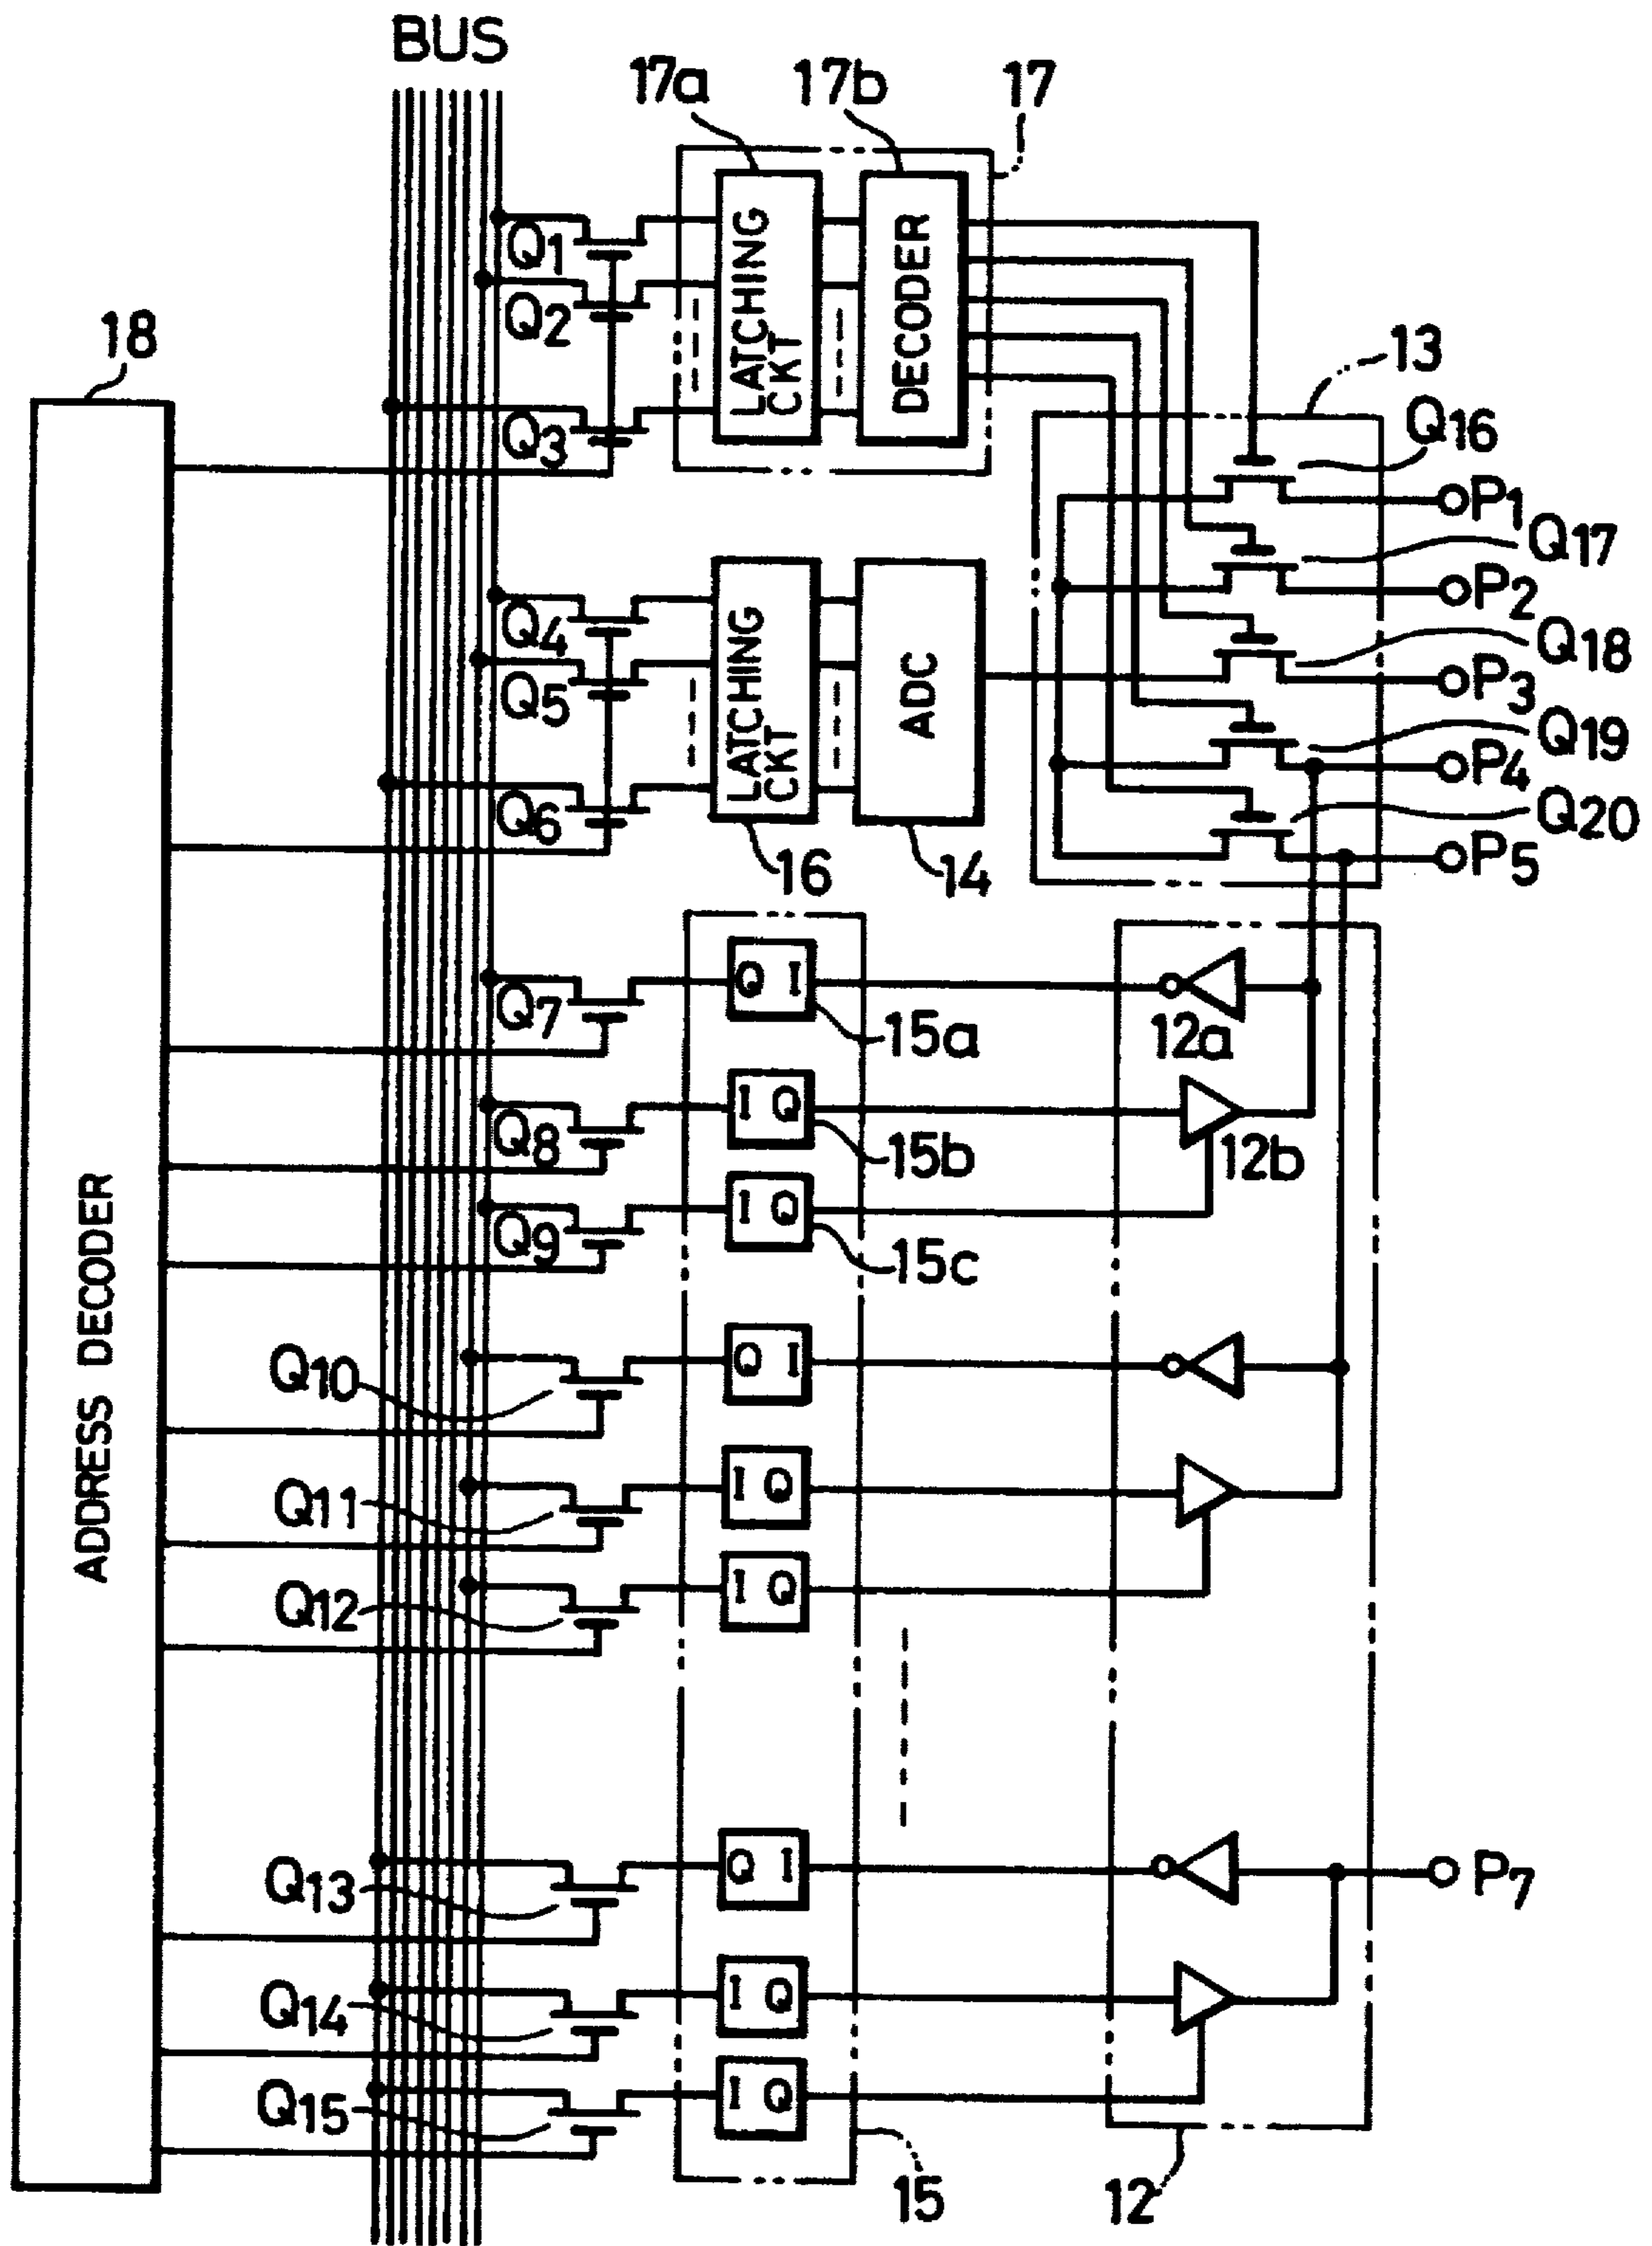 BUS
17a
17b
17
Q1
Q2
Q3
LATCHING
CKT
DECODER
18
13
Q16
P1
Q17
P2
Q18
P3
Q19
P4
Q20
P5
Q4
Q5
Q6
LATCHING
CKT
ADC
16
14
ADDRESS DECODER
Q7
Q I
15a
12a
Q8
I Q
15b
12b
Q9
I Q
15c
Q10
Q I
Q11
I Q
Q12
I Q
Q13
Q I
P7
Q14
I Q
Q15
I Q
15
12